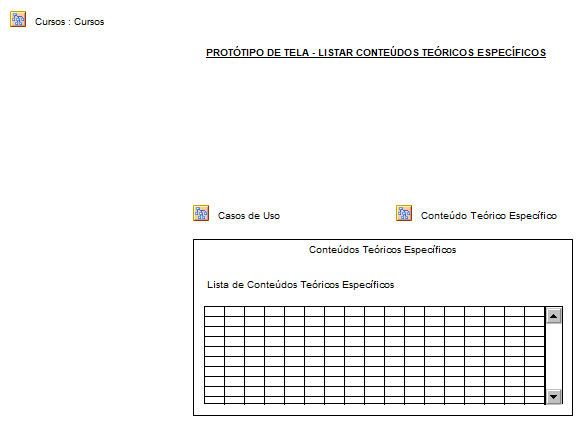 Cursos : Cursos
PROTÓTIPO DE TELA - LISTAR CONTEÚDOS TEÓRICOS ESPECÍFICOS
Casos de Uso
Conteúdo Teórico Específico
Conteúdos Teóricos Específicos
Lista de Conteúdos Teóricos Específicos